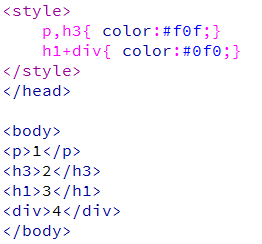 <style>
p,h3{ color:#f0f;}
h1+div{ color:#0f0;}
</style>
</head>
<body>
<p>1</p>
<h3>2</h3>
<h1>3</h1>
<div>4</div>
</body>